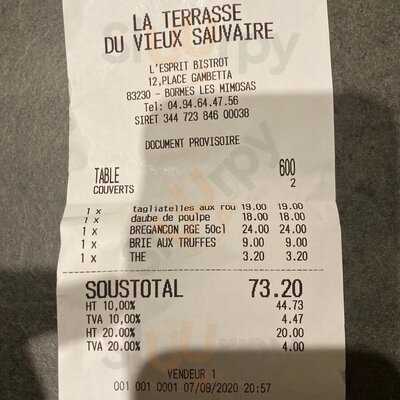 LA TERRASSE
DU VIEUX SAUVAIRE
L'ESPRIT BISTROT
12,PLACE GAMBETTA
83230 - BORMES LES MIMOSAS
Tel: 04.94.64.47.56
SIRET 344 723 846 00038
DOCUMENT PROVISOIRE
TABLE 600
COUVERTS 2
1 x tagliatelles aux rou 19.00 19.00
1 x daube de poulpe 18.00 18.00
1 x BREGANCON RGE 50cl 24.00 24.00
1 x BRIE AUX TRUFFES 9.00 9.00
1 x THE 3.20 3.20
SOUSTOTAL 73.20
HT 10,00% 44.73
TVA 10,00% 4.47
HT 20.00% 20.00
TVA 20.00% 4.00
VENDEUR 1
001 001 0001 07/09/2020 20:57